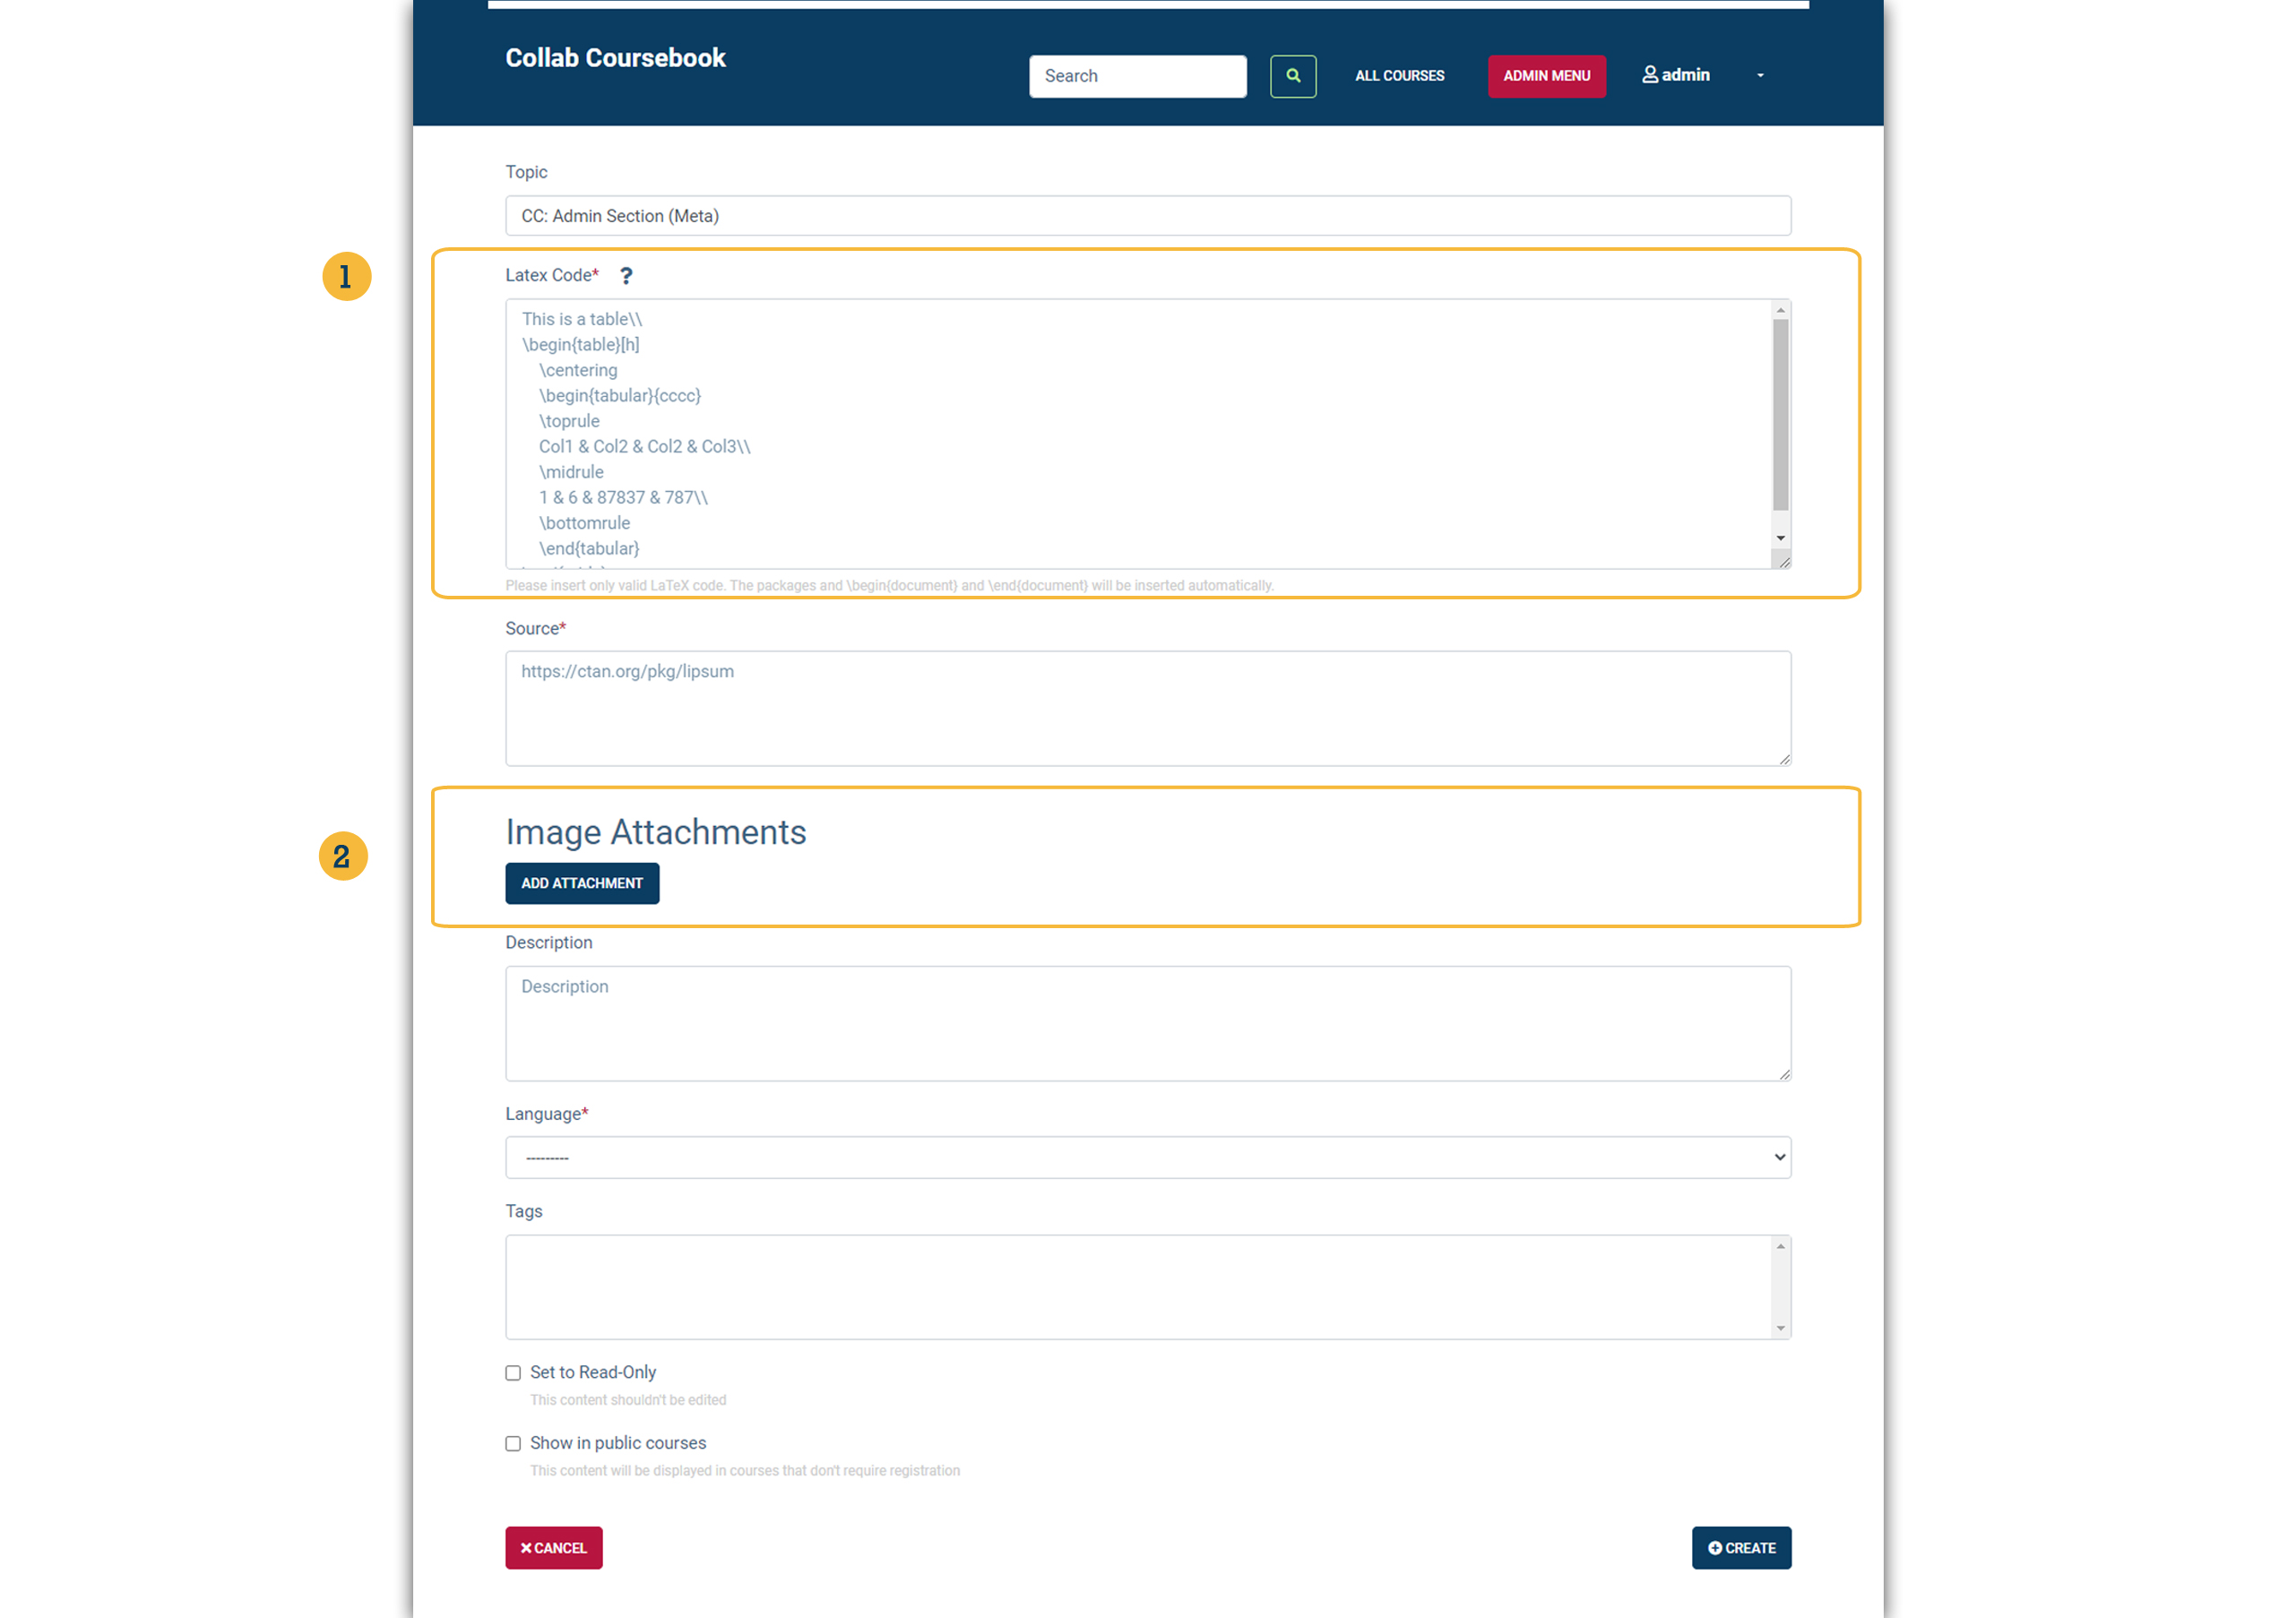 Collab Coursebook
Search
ALL COURSES
ADMIN MENU
admin
Topic
CC: Admin Section (Meta)
1
Latex Code* ?
This is a table\\
\begin{table}[h]
\centering
\begin{tabular}{cccc}
\toprule
Col1 & Col2 & Col2 & Col3\\
\midrule
1 & 6 & 87837 & 787\\
\bottomrule
\end{tabular}
Please insert only valid LaTeX code. The packages and \begin{document} and \end{document} will be inserted automatically.
Source*
https://ctan.org/pkg/lipsum
2
Image Attachments
ADD ATTACHMENT
Description
Description
Language*
---------
Tags
Set to Read-Only
This content shouldn't be edited
Show in public courses
This content will be displayed in courses that don't require registration
CANCEL
CREATE